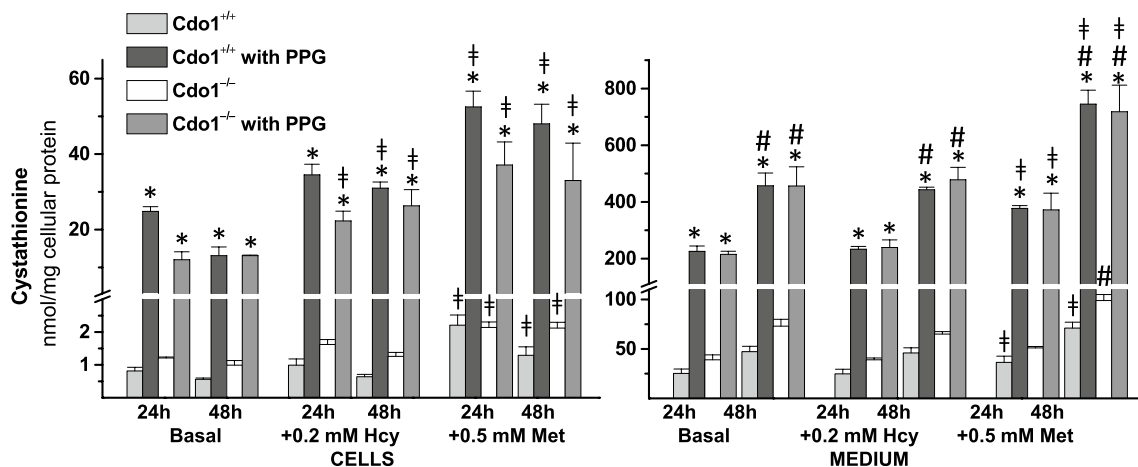 Cdo1+/+
Cdo1+/+ with PPG
Cdo1−/−
Cdo1−/− with PPG
Cystathionine
nmol/mg cellular protein
60
40
20
2
1
* * * *
* ‡ * ‡ * ‡ *
‡ ‡ * ‡ ‡ * ‡ ‡ * ‡ ‡ *
24h 48h
Basal
24h 48h
+0.2 mM Hcy
24h 48h
+0.5 mM Met
CELLS
800
600
400
200
100
50
* * # * # *
* * # * # *
‡ ‡ * ‡ * ‡ ‡ # * # ‡ # *
24h 48h
Basal
24h 48h
+0.2 mM Hcy
24h 48h
+0.5 mM Met
MEDIUM